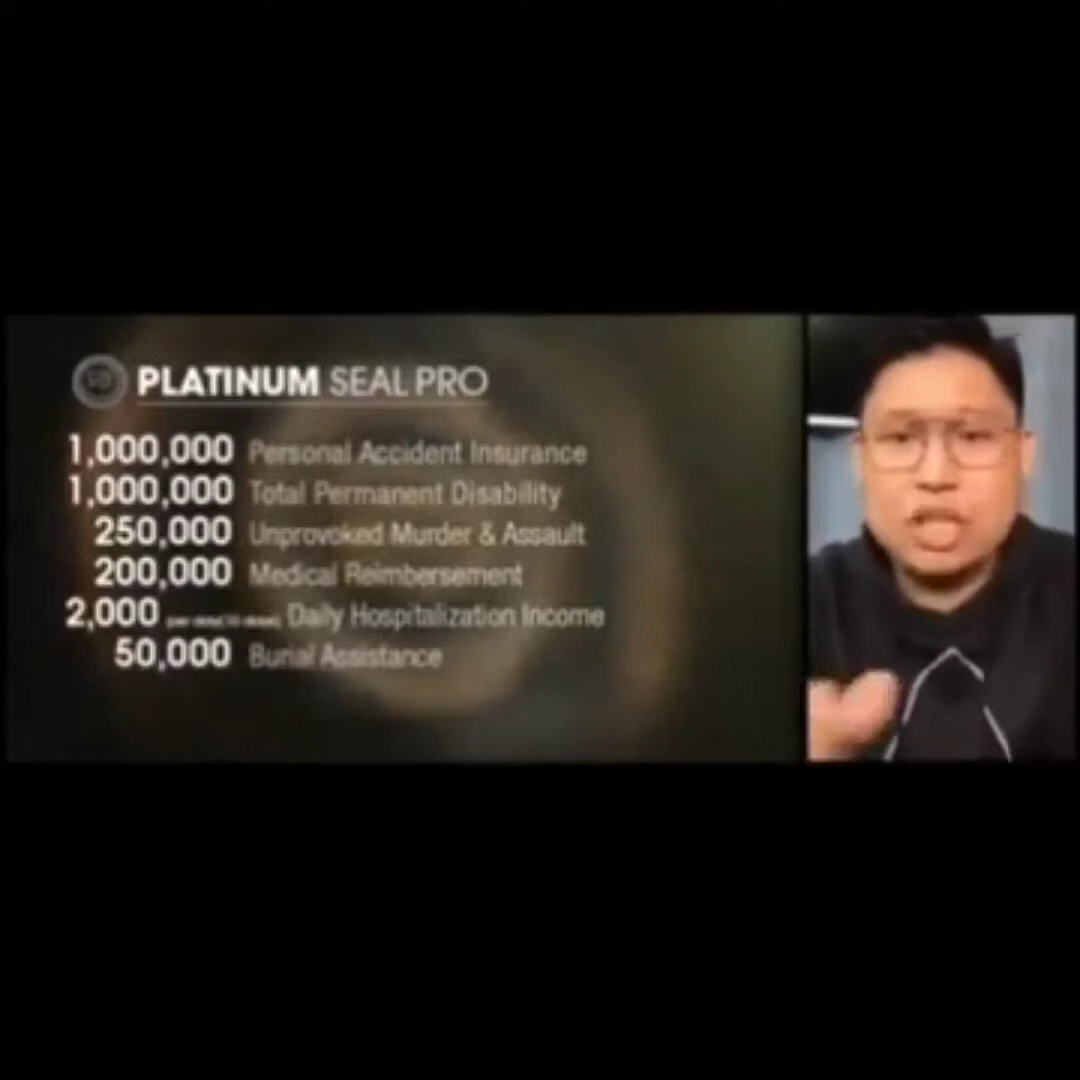 PLATINUM SEAL PRO
1,000,000 Personal Accident Insurance
1,000,000 Total Permanent Disability
250,000 Unprovoked Murder & Assault
200,000 Medical Reimbersement
2,000 Daily Hospitalization Income
50,000 Burial Assistance